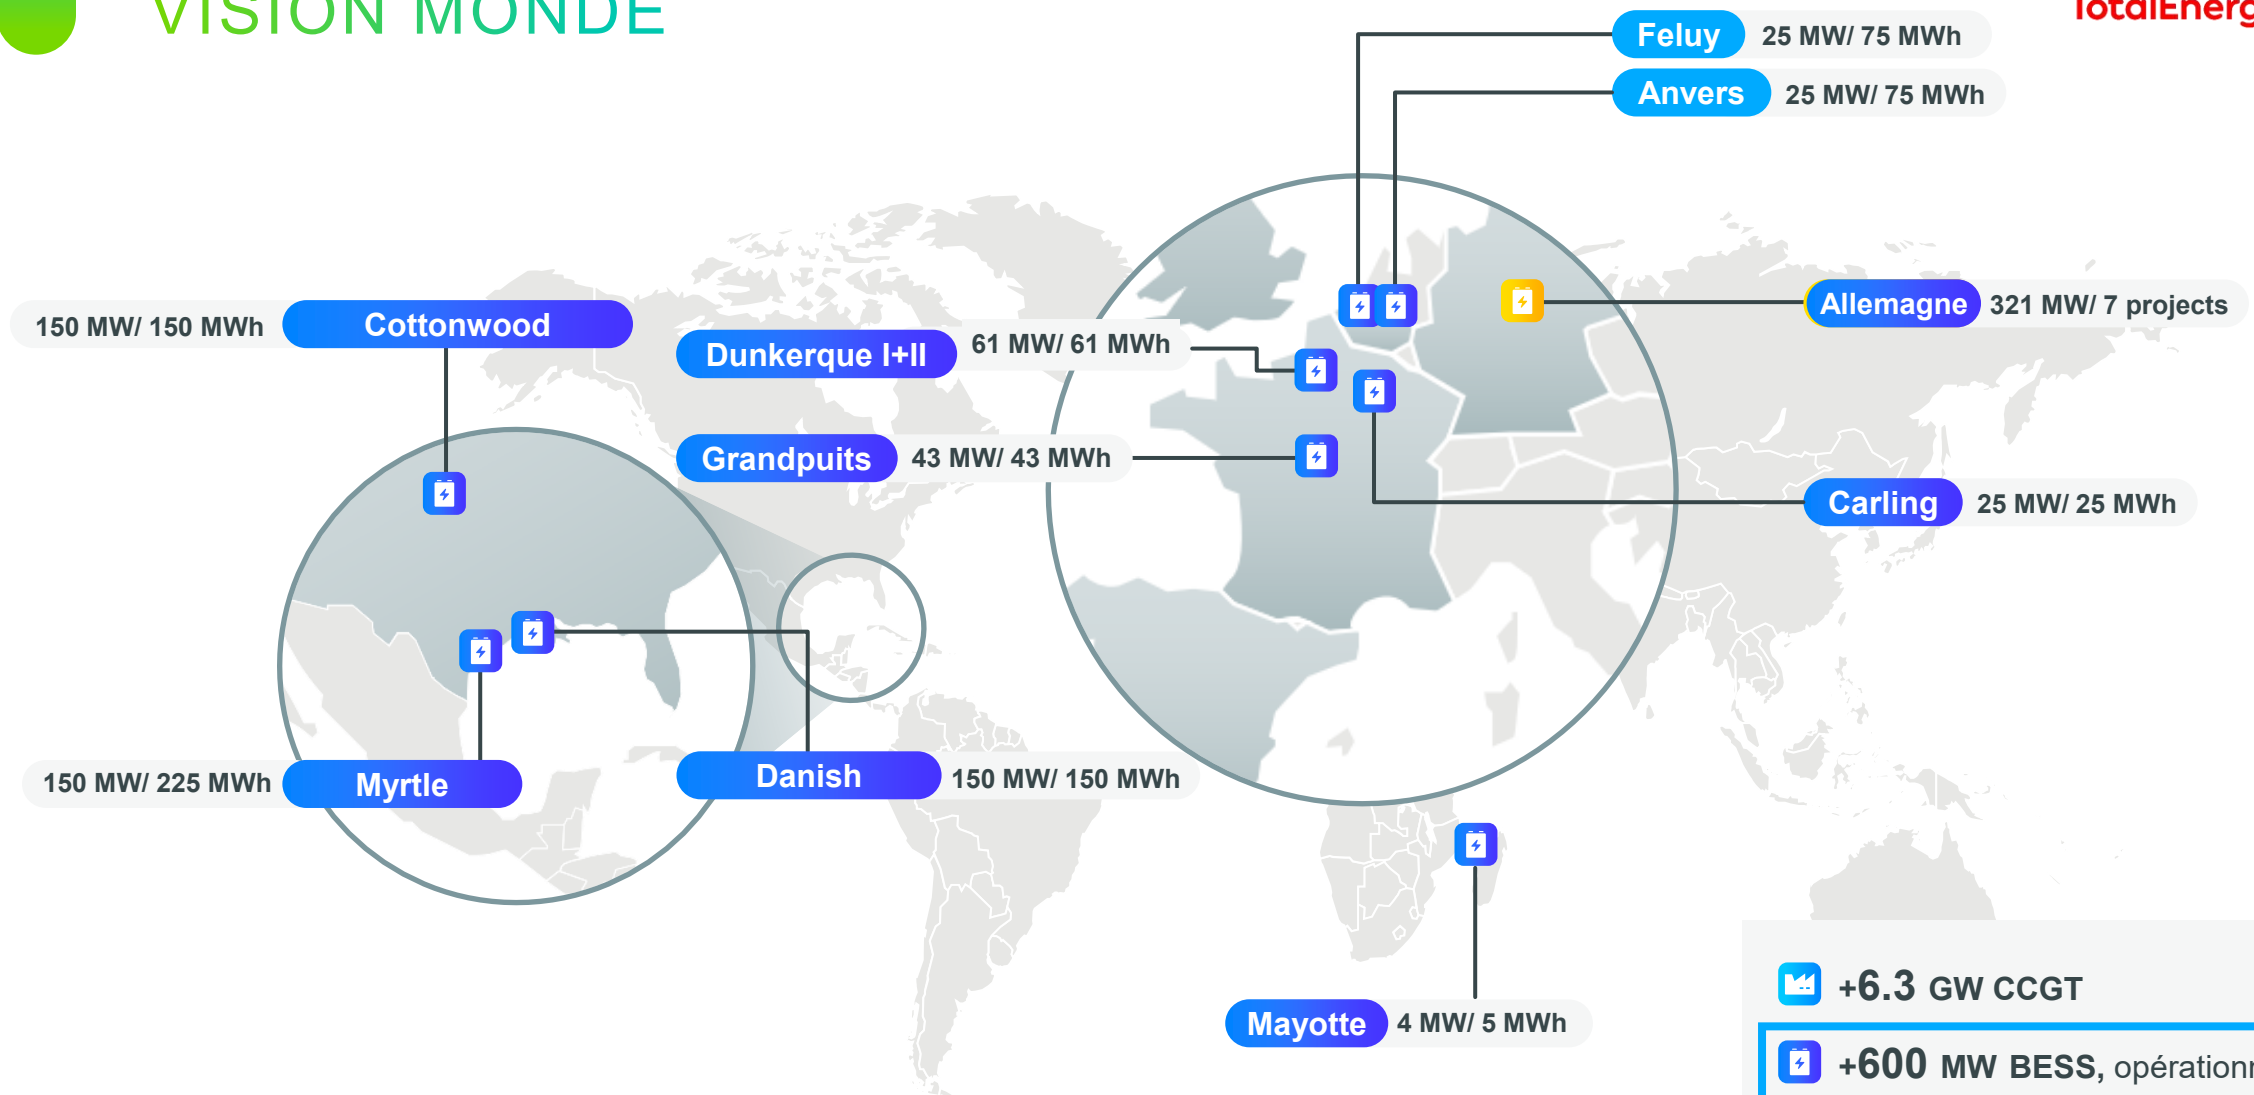 VISION MONDE
Feluy 25 MW/ 75 MWh
Anvers 25 MW/ 75 MWh
150 MW/ 150 MWh Cottonwood
Dunkerque I+II 61 MW/ 61 MWh
Allemagne 321 MW/ 7 projects
Grandpuits 43 MW/ 43 MWh
Carling 25 MW/ 25 MWh
150 MW/ 225 MWh Myrtle
Danish 150 MW/ 150 MWh
Mayotte 4 MW/ 5 MWh
+6.3 GW CCGT
+600 MW BESS,